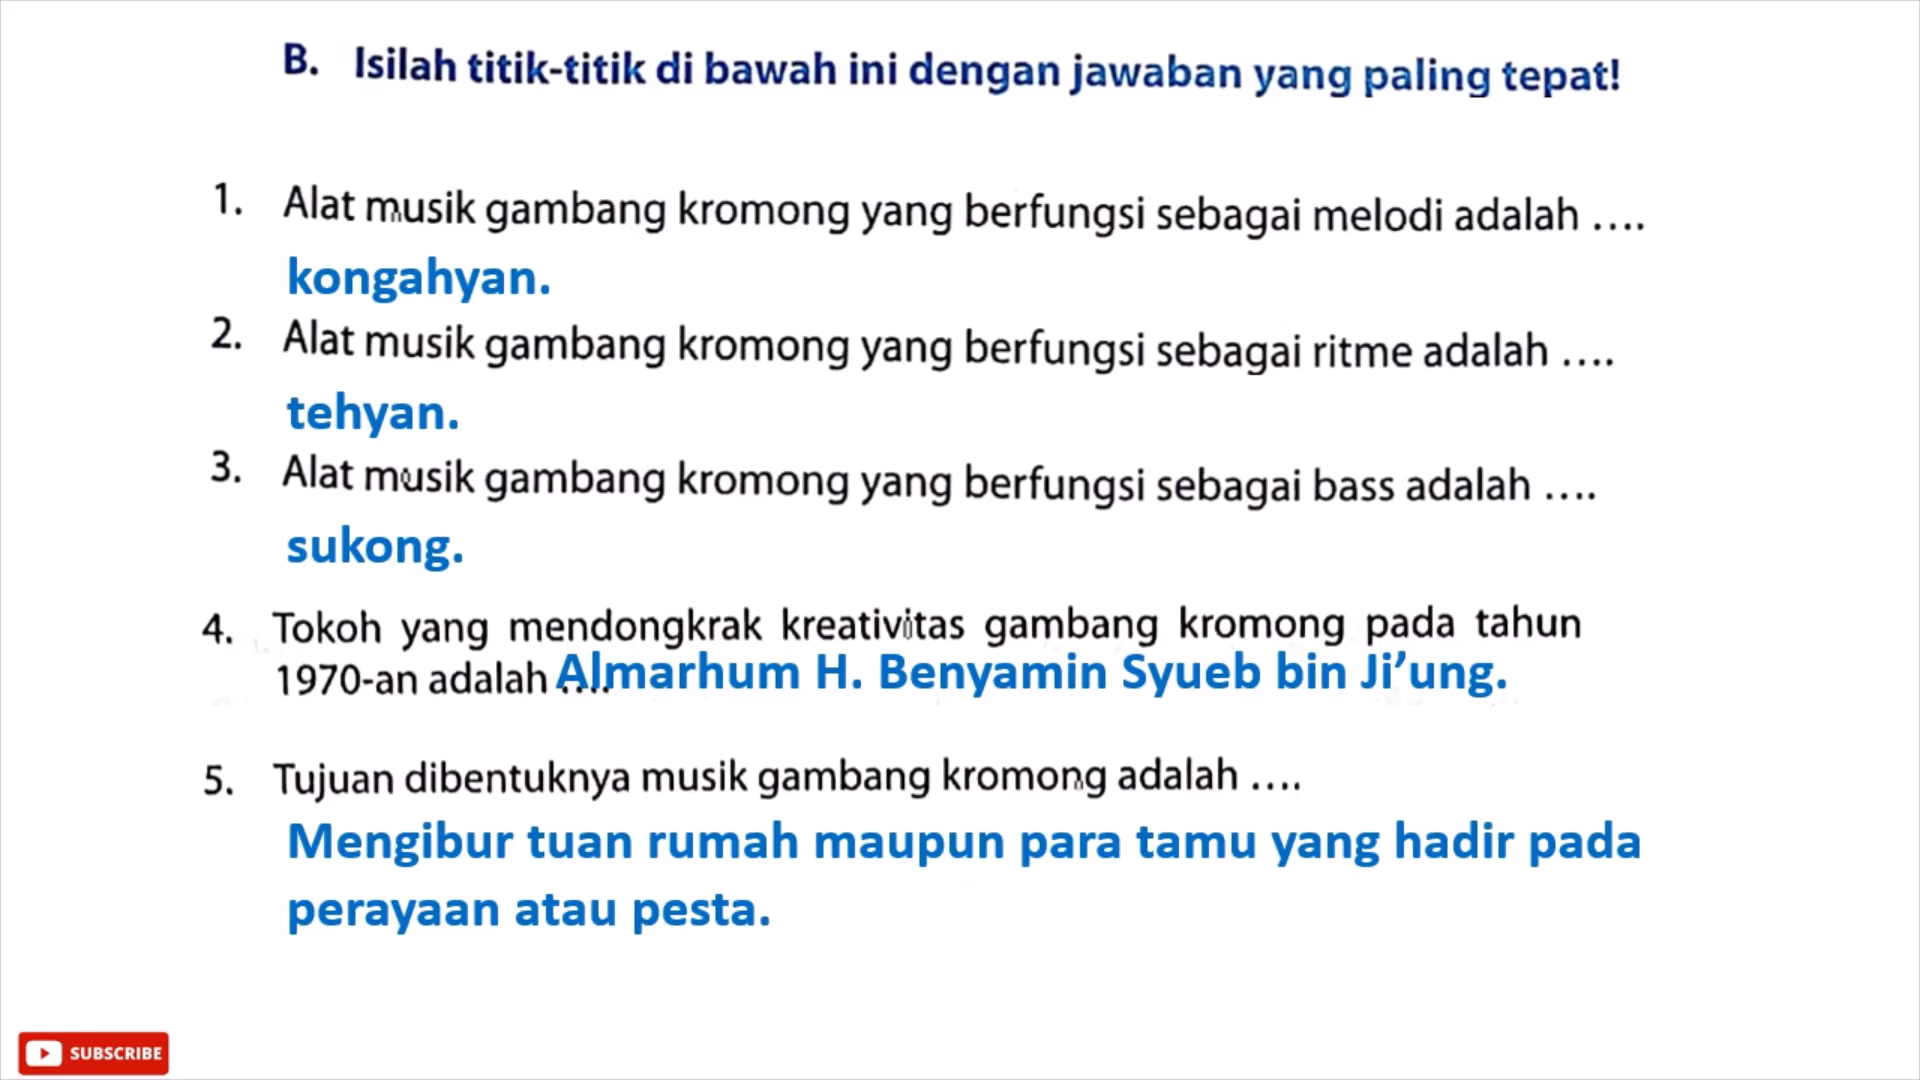 B. Isilah titik-titik di bawah ini dengan jawaban yang paling tepat!
1. Alat musik gambang kromong yang berfungsi sebagai melodi adalah ....
kongahyan.
2. Alat musik gambang kromong yang berfungsi sebagai ritme adalah ....
tehyan.
3. Alat musik gambang kromong yang berfungsi sebagai bass adalah ....
sukong.
4. Tokoh yang mendongkrak kreativitas gambang kromong pada tahun
1970-an adalah .... Almarhum H. Benyamin Syueb bin Ji’ung.
5. Tujuan dibentuknya musik gambang kromong adalah ....
Mengibur tuan rumah maupun para tamu yang hadir pada
perayaan atau pesta.
SUBSCRIBE